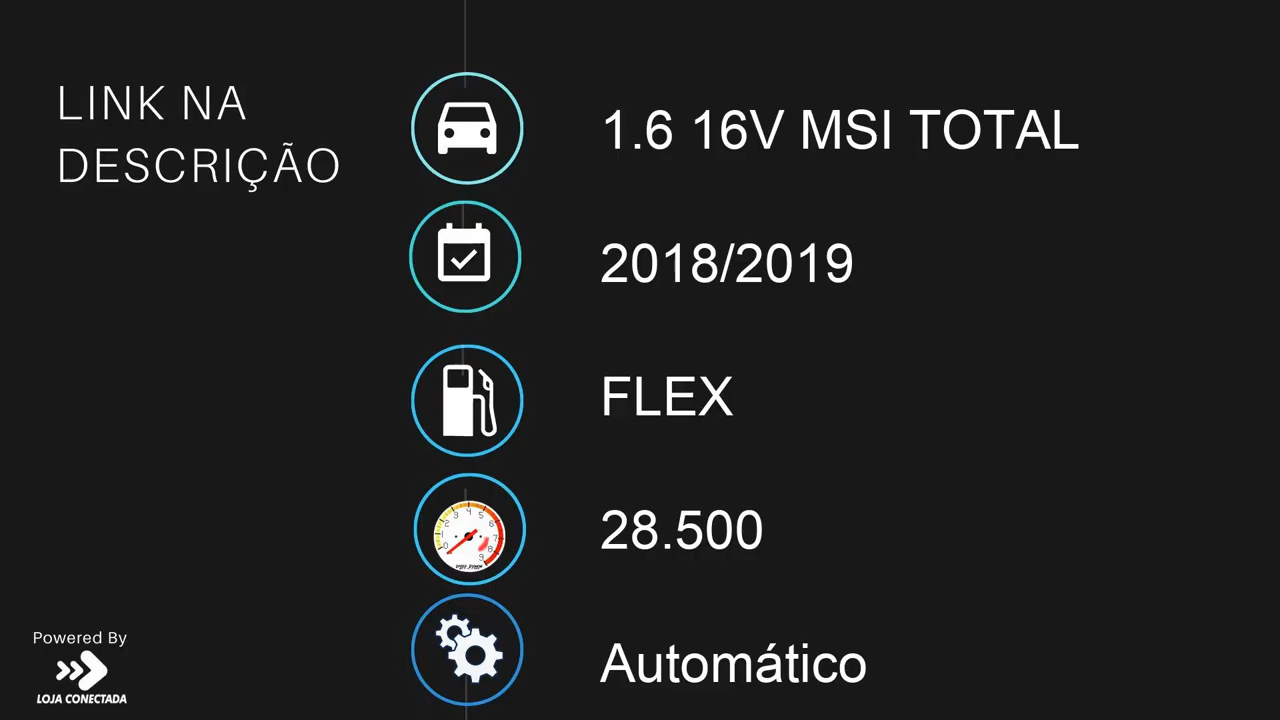 LINK NA
DESCRIÇÃO
1.6 16V MSI TOTAL
2018/2019
FLEX
28.500
Automático
Powered By
LOJA CONECTADA